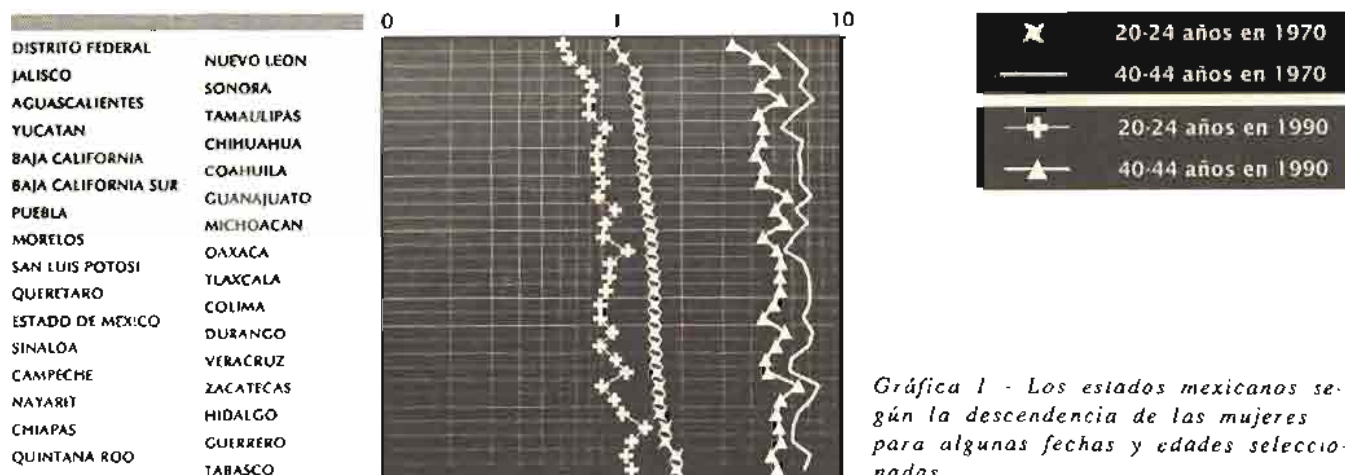 0 1 10
DISTRITO FEDERAL
NUEVO LEON
JALISCO
SONORA
AGUASCALIENTES
TAMAULIPAS
YUCATAN
CHIHUAHUA
BAJA CALIFORNIA
COAHUILA
BAJA CALIFORNIA SUR
GUANAJUATO
PUEBLA
MICHOACAN
MORELOS
OAXACA
SAN LUIS POTOSI
TLAXCALA
QUERETARO
COLIMA
ESTADO DE MEXICO
DURANGO
SINALOA
VERACRUZ
CAMPECHE
ZACATECAS
NAYARIT
HIDALGO
CHIAPAS
GUERRERO
QUINTANA ROO
TABASCO
20-24 años en 1970
40-44 años en 1970
20-24 años en 1990
40-44 años en 1990
Gráfica 1 - Los estados mexicanos se-
gún la descendencia de las mujeres
para algunas fechas y edades seleccio-
nadas